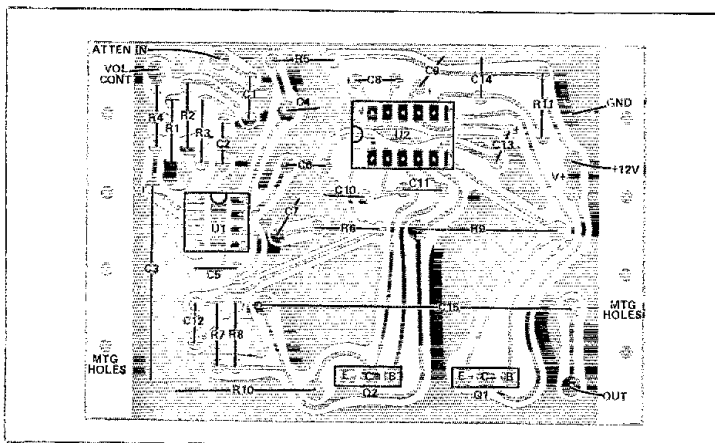 ATTEN IN
VOL
CONT
R5
C9
C8
C14
R11
GND
C1
C4
R4
R1
R2
R3
C2
U2
C13
+12V
V+
C6
C10
C11
U1
C7
R6
R9
C3
C5
C12
R7
R8
MTG
HOLES
MTG
HOLES
E C B
E C B
R10
Q2
Q1
OUT